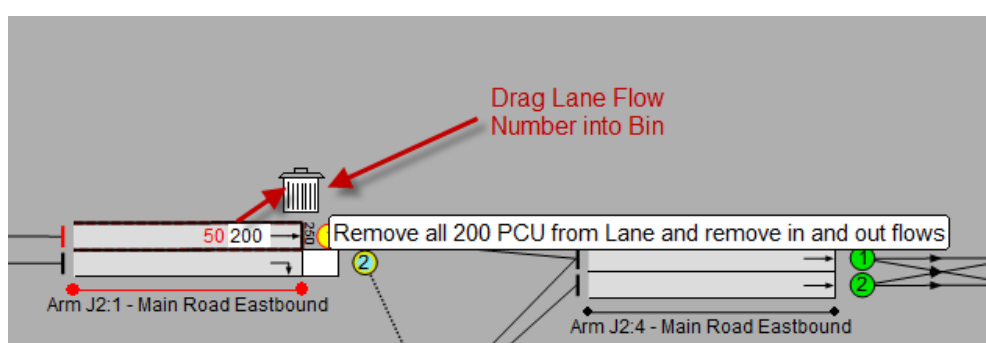 Drag Lane Flow
Number into Bin
50 200
250
Remove all 200 PCU from Lane and remove in and out flows
2
1
2
Arm J2:1 - Main Road Eastbound
Arm J2:4 - Main Road Eastbound